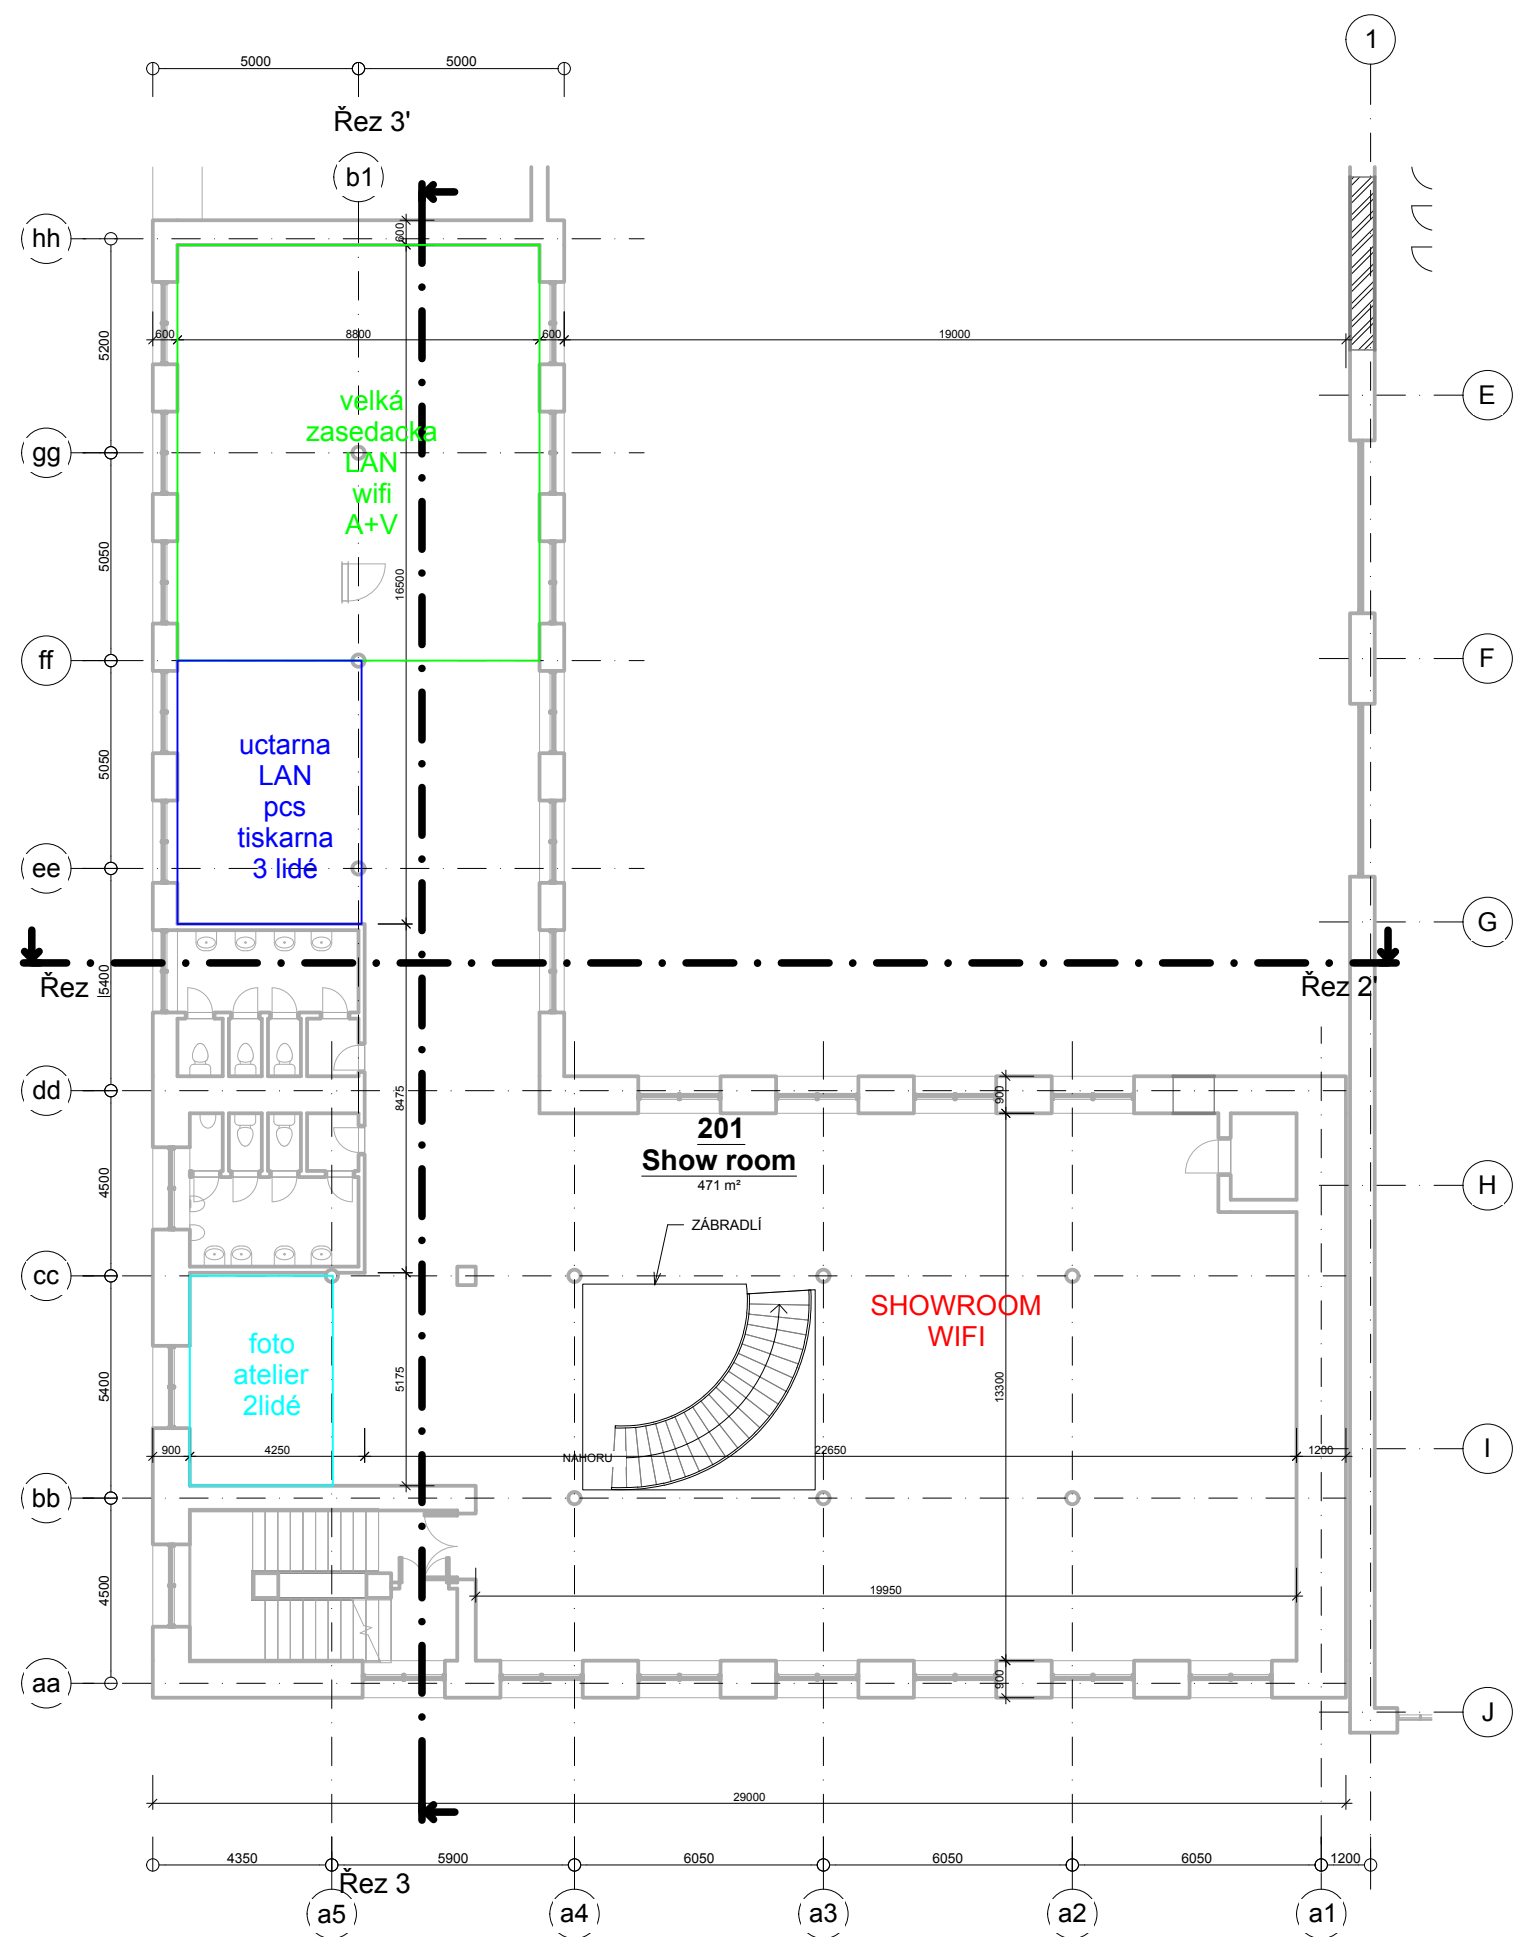 1
5000
5000
Řez 3'
b1
hh
600
5200
600
8800
600
19000
E
velká
zasedacka
LAN
wifi
A+V
gg
5050
16500
ff
F
5050
uctarna
LAN
pcs
tiskarna
3 lidé
ee
G
Řez
5400
Řez 2'
dd
900
8475
201
Show room
471 m²
4500
H
ZÁBRADLÍ
cc
SHOWROOM
WIFI
foto
atelier
2lidé
5400
5175
13300
900
4250
NAHORU
22650
1200
I
bb
4500
19950
aa
900
J
29000
4350
5900
6050
6050
6050
1200
Řez 3
a5
a4
a3
a2
a1